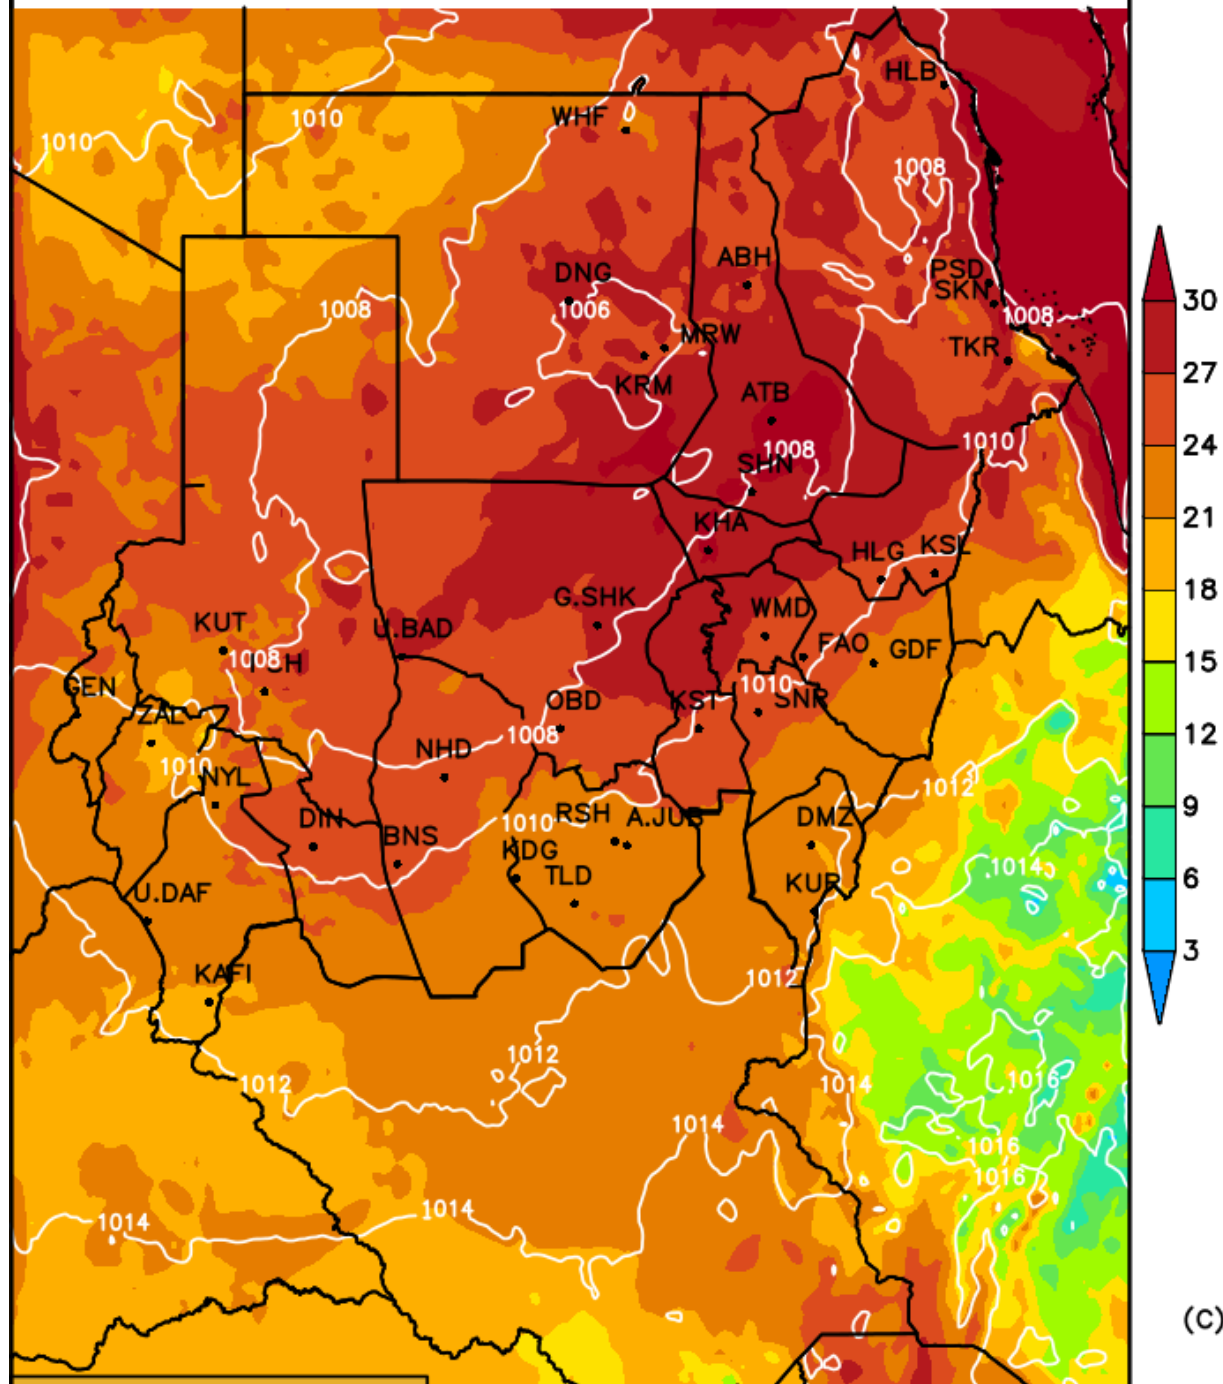 HLB
WHF
1010
1010
1008
ABH
DNG
PSD
SKN
1008
1006
1008
MRW
TKR
KRM
ATB
1010
1008
SHN
KHA
HLG
KSL
G.SHK
WMD
KUT
U.BAD
FAO
GDF
1008
GEN
1010
OBD
KST
SNR
ZAL
1008
NHD
1010
NYL
1012
DIN
RSH
A.JUB
DMZ
BNS
1010
KDG
1014
TLD
KUR
U.DAF
KAFI
1012
1012
1012
1014
1016
1014
1016
1016
1014
1014
30
27
24
21
18
15
12
9
6
3
(C)